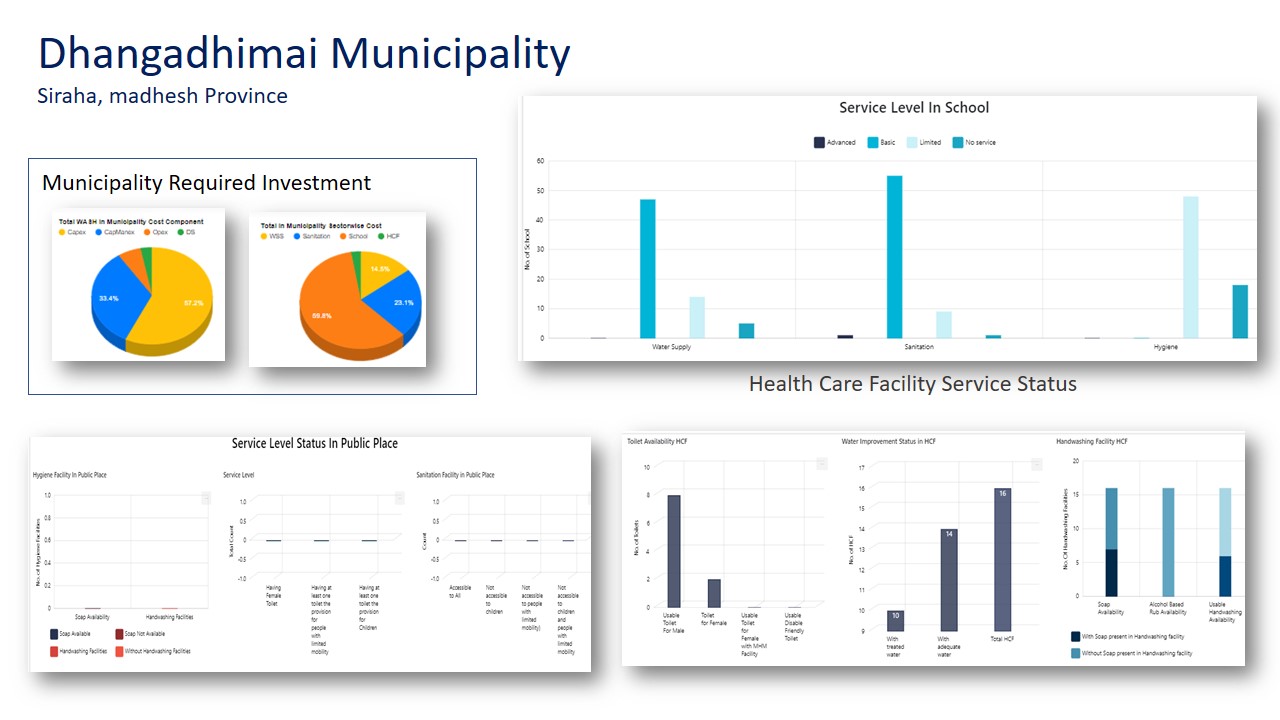 Dhangadhimai Municipality
Siraha, madhesh Province
Municipality Required Investment
Total WASH In Municipality Cost Component
Capex CapManex Opex DS
33.4%
57.2%
Total In Municipality Sectorwise Cost
WSS Sanitation School HCF
14.5%
23.1%
59.8%
Service Level In School
Advanced Basic Limited No service
No. of School
60
50
40
30
20
10
0
Water Supply Sanitation Hygiene
Health Care Facility Service Status
Service Level Status In Public Place
Hygiene Facility In Public Place
No. of Hygiene Facilities
1.0
0.8
0.6
0.4
0.2
0
Soap Availability Handwashing Facilities
Soap Available Soap Not Available
Handwashing Facilities Without Handwashing Facilities
Service Level
Total Count
1.0
0.5
0
-0.5
-1.0
Having
Female
Toilet
Having at
least one
toilet the
provision
for
people
with
limited
mobility
Having at
least one
toilet the
provision
for
Children
Sanitation Facility in Public Place
Count
1.0
0.5
0
-0.5
-1.0
Accessible
to All
Not
accessible
to
children
Not
accessible
to people
with
limited
mobility)
Not
accessible
to
children
and
people
with
limited
mobility
Toilet Availability HCF
No. of Toilets
10
8
6
4
2
0
Usable
Toilet
For Male
Toilet
for Female
Usable
Toilet
for
Female
with MHM
Facility
Usable
Disable
Friendly
Toilet
Water Improvement Status in HCF
No. of HCF
17
16
15
14
13
12
11
10
9
10
14
16
With
treated
water
With
adequate
water
Total HCF
Handwashing Facility HCF
No. Of Handwashing Facilities
20
15
10
5
0
Soap
Availability
Alcohol Based
Rub Availability
Usable
Handwashing
Availability
With Soap present in Handwashing facility
Without Soap present in Handwashing facility